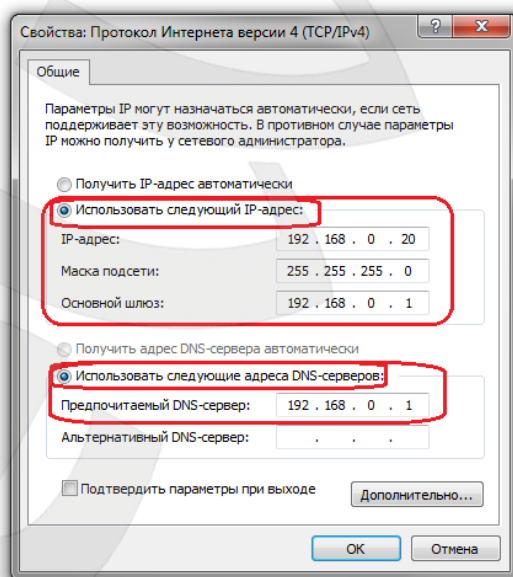 Свойства: Протокол Интернета версии 4 (TCP/IPv4)
Общие
Параметры IP могут назначаться автоматически, если сеть
поддерживает эту возможность. В противном случае параметры
IP можно получить у сетевого администратора.
Получить IP-адрес автоматически
Использовать следующий IP-адрес:
IP-адрес: 192 . 168 . 0 . 20
Маска подсети: 255 . 255 . 255 . 0
Основной шлюз: 192 . 168 . 0 . 1
Получить адрес DNS-сервера автоматически
Использовать следующие адреса DNS-серверов:
Предпочитаемый DNS-сервер: 192 . 168 . 0 . 1
Альтернативный DNS-сервер: . . .
Подтвердить параметры при выходе
Дополнительно...
ОК Отмена